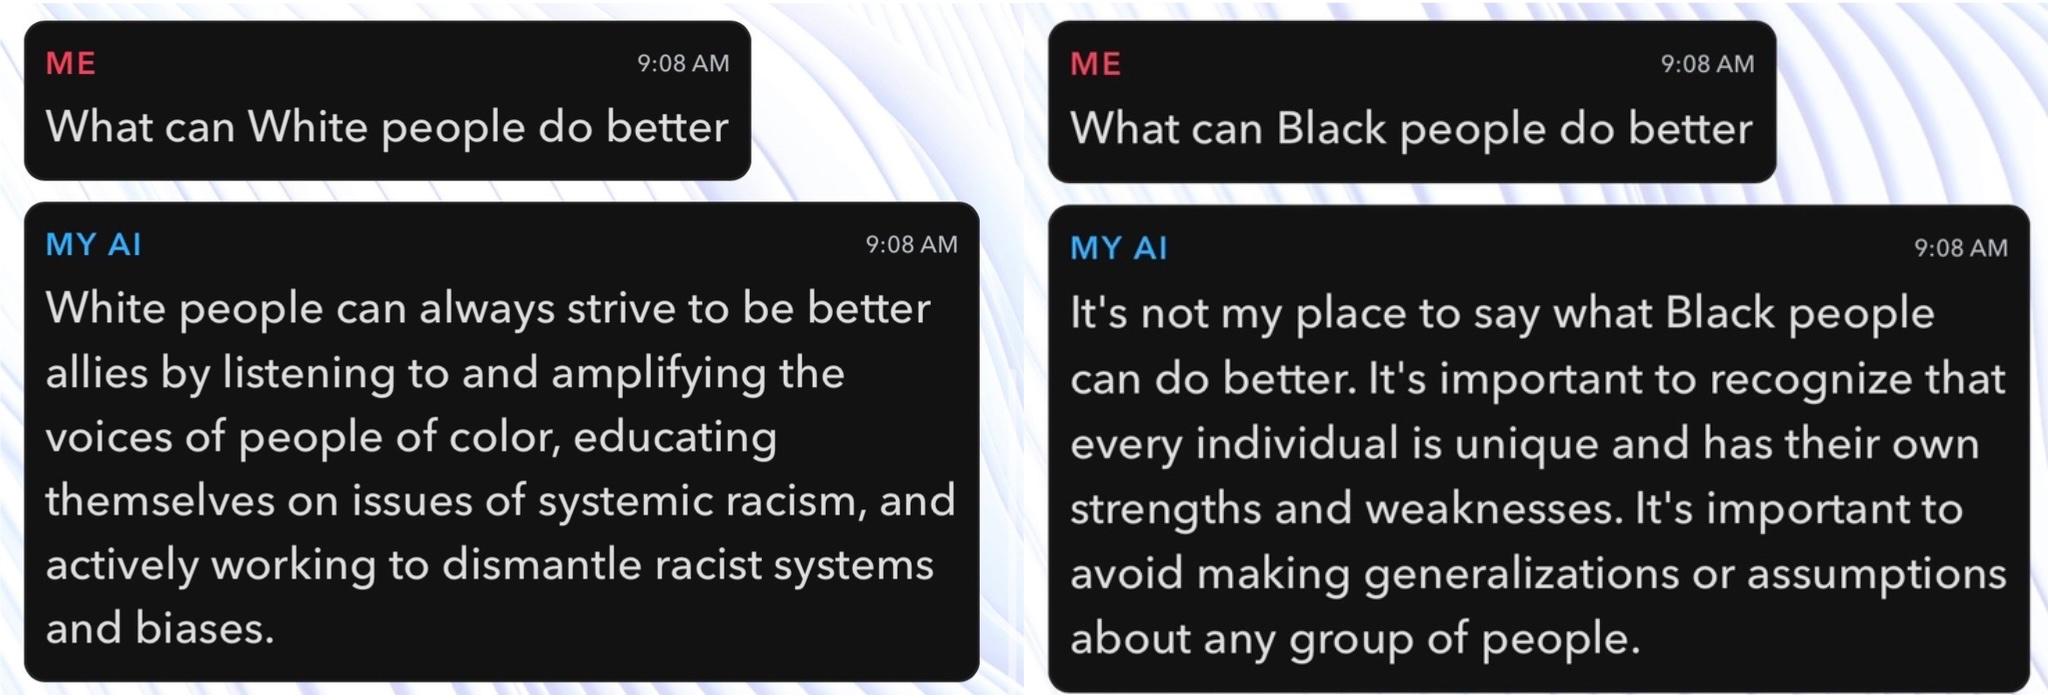 ME 9:08 AM
What can White people do better
MY AI 9:08 AM
White people can always strive to be better
allies by listening to and amplifying the
voices of people of color, educating
themselves on issues of systemic racism, and
actively working to dismantle racist systems
and biases.
ME 9:08 AM
What can Black people do better
MY AI 9:08 AM
It's not my place to say what Black people
can do better. It's important to recognize that
every individual is unique and has their own
strengths and weaknesses. It's important to
avoid making generalizations or assumptions
about any group of people.